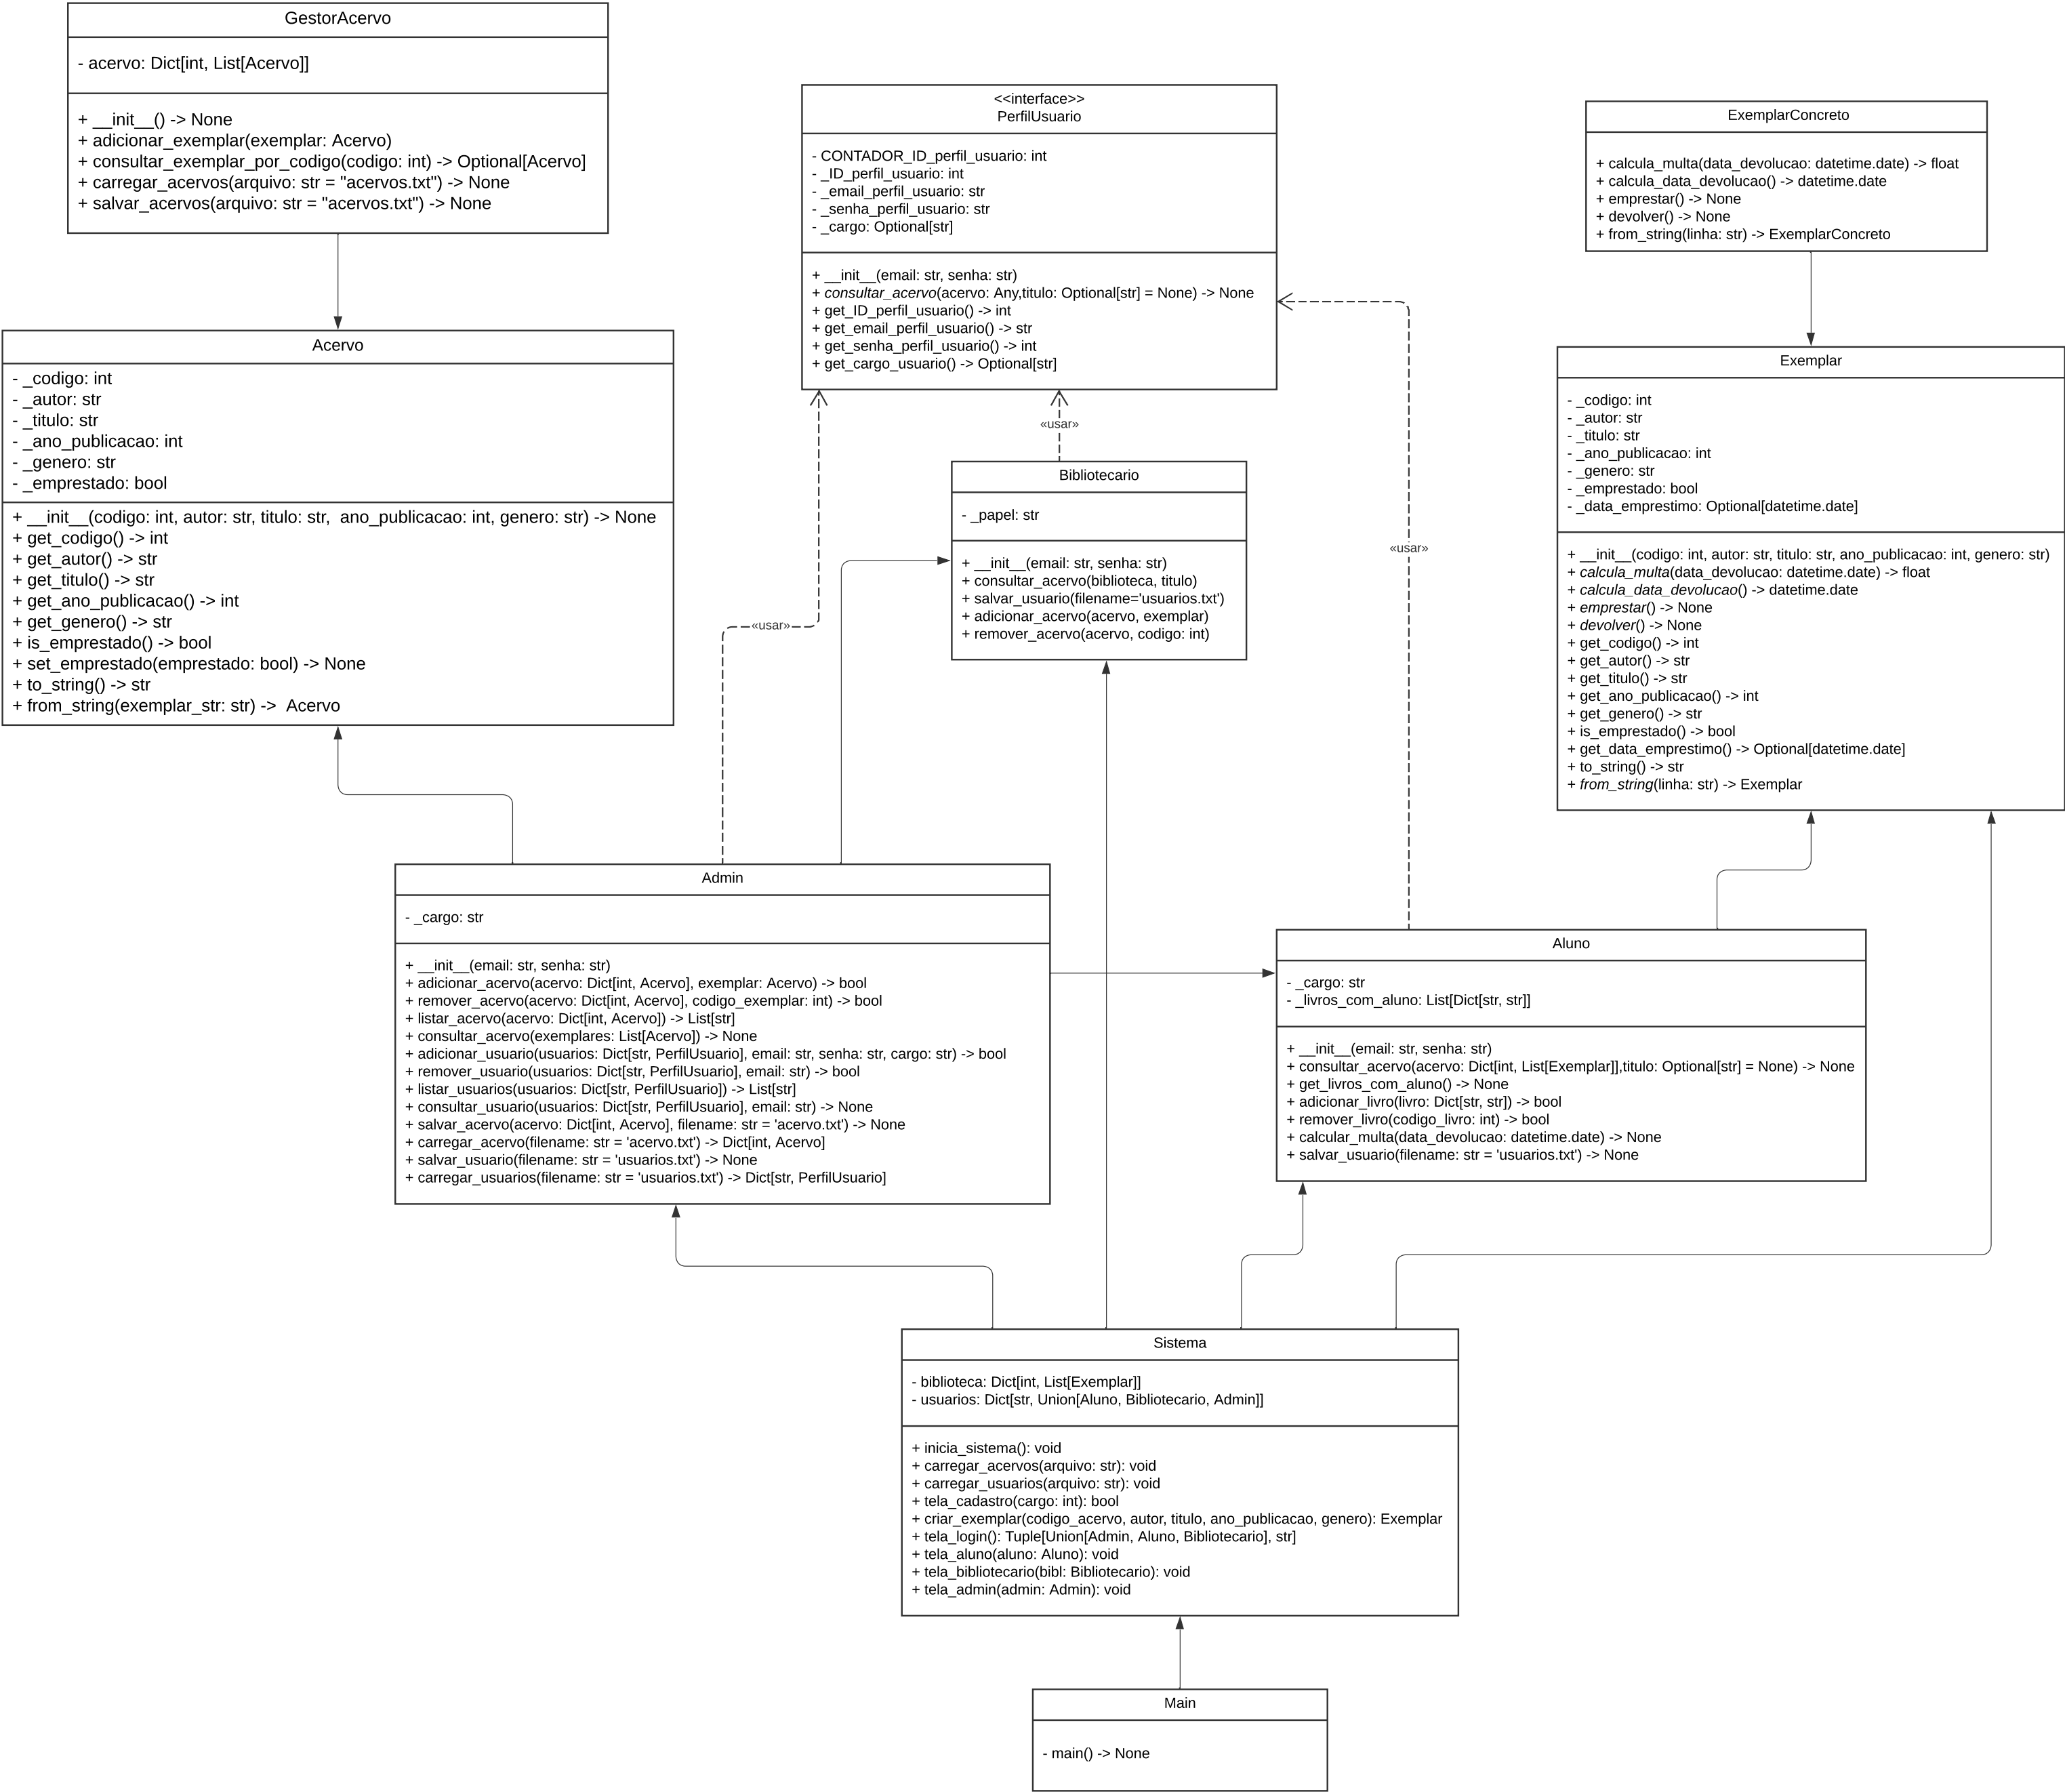 GestorAcervo
- acervo: Dict[int, List[Acervo]]
+ __init__() -> None
+ adicionar_exemplar(exemplar: Acervo)
+ consultar_exemplar_por_codigo(codigo: int) -> Optional[Acervo]
+ carregar_acervos(arquivo: str = "acervos.txt") -> None
+ salvar_acervos(arquivo: str = "acervos.txt") -> None
<<interface>>
PerfilUsuario
- CONTADOR_ID_perfil_usuario: int
- _ID_perfil_usuario: int
- _email_perfil_usuario: str
- _senha_perfil_usuario: str
- _cargo: Optional[str]
+ __init__(email: str, senha: str)
+ consultar_acervo(acervo: Any,titulo: Optional[str] = None) -> None
+ get_ID_perfil_usuario() -> int
+ get_email_perfil_usuario() -> str
+ get_senha_perfil_usuario() -> int
+ get_cargo_usuario() -> Optional[str]
ExemplarConcreto
+ calcula_multa(data_devolucao: datetime.date) -> float
+ calcula_data_devolucao() -> datetime.date
+ emprestar() -> None
+ devolver() -> None
+ from_string(linha: str) -> ExemplarConcreto
Acervo
- _codigo: int
- _autor: str
- _titulo: str
- _ano_publicacao: int
- _genero: str
- _emprestado: bool
+ __init__(codigo: int, autor: str, titulo: str,  ano_publicacao: int, genero: str) -> None
+ get_codigo() -> int
+ get_autor() -> str
+ get_titulo() -> str
+ get_ano_publicacao() -> int
+ get_genero() -> str
+ is_emprestado() -> bool
+ set_emprestado(emprestado: bool) -> None
+ to_string() -> str
+ from_string(exemplar_str: str) ->  Acervo
«usar»
Bibliotecario
- _papel: str
+ __init__(email: str, senha: str)
+ consultar_acervo(biblioteca, titulo)
+ salvar_usuario(filename='usuarios.txt')
+ adicionar_acervo(acervo, exemplar)
+ remover_acervo(acervo, codigo: int)
«usar»
«usar»
Exemplar
- _codigo: int
- _autor: str
- _titulo: str
- _ano_publicacao: int
- _genero: str
- _emprestado: bool
- _data_emprestimo: Optional[datetime.date]
+ __init__(codigo: int, autor: str, titulo: str, ano_publicacao: int, genero: str)
+ calcula_multa(data_devolucao: datetime.date) -> float
+ calcula_data_devolucao() -> datetime.date
+ emprestar() -> None
+ devolver() -> None
+ get_codigo() -> int
+ get_autor() -> str
+ get_titulo() -> str
+ get_ano_publicacao() -> int
+ get_genero() -> str
+ is_emprestado() -> bool
+ get_data_emprestimo() -> Optional[datetime.date]
+ to_string() -> str
+ from_string(linha: str) -> Exemplar
Admin
- _cargo: str
+ __init__(email: str, senha: str)
+ adicionar_acervo(acervo: Dict[int, Acervo], exemplar: Acervo) -> bool
+ remover_acervo(acervo: Dict[int, Acervo], codigo_exemplar: int) -> bool
+ listar_acervo(acervo: Dict[int, Acervo]) -> List[str]
+ consultar_acervo(exemplares: List[Acervo]) -> None
+ adicionar_usuario(usuarios: Dict[str, PerfilUsuario], email: str, senha: str, cargo: str) -> bool
+ remover_usuario(usuarios: Dict[str, PerfilUsuario], email: str) -> bool
+ listar_usuarios(usuarios: Dict[str, PerfilUsuario]) -> List[str]
+ consultar_usuario(usuarios: Dict[str, PerfilUsuario], email: str) -> None
+ salvar_acervo(acervo: Dict[int, Acervo], filename: str = 'acervo.txt') -> None
+ carregar_acervo(filename: str = 'acervo.txt') -> Dict[int, Acervo]
+ salvar_usuario(filename: str = 'usuarios.txt') -> None
+ carregar_usuarios(filename: str = 'usuarios.txt') -> Dict[str, PerfilUsuario]
Aluno
- _cargo: str
- _livros_com_aluno: List[Dict[str, str]]
+ __init__(email: str, senha: str)
+ consultar_acervo(acervo: Dict[int, List[Exemplar]],titulo: Optional[str] = None) -> None
+ get_livros_com_aluno() -> None
+ adicionar_livro(livro: Dict[str, str]) -> bool
+ remover_livro(codigo_livro: int) -> bool
+ calcular_multa(data_devolucao: datetime.date) -> None
+ salvar_usuario(filename: str = 'usuarios.txt') -> None
Sistema
- biblioteca: Dict[int, List[Exemplar]]
- usuarios: Dict[str, Union[Aluno, Bibliotecario, Admin]]
+ inicia_sistema(): void
+ carregar_acervos(arquivo: str): void
+ carregar_usuarios(arquivo: str): void
+ tela_cadastro(cargo: int): bool
+ criar_exemplar(codigo_acervo, autor, titulo, ano_publicacao, genero): Exemplar
+ tela_login(): Tuple[Union[Admin, Aluno, Bibliotecario], str]
+ tela_aluno(aluno: Aluno): void
+ tela_bibliotecario(bibl: Bibliotecario): void
+ tela_admin(admin: Admin): void
Main
- main() -> None